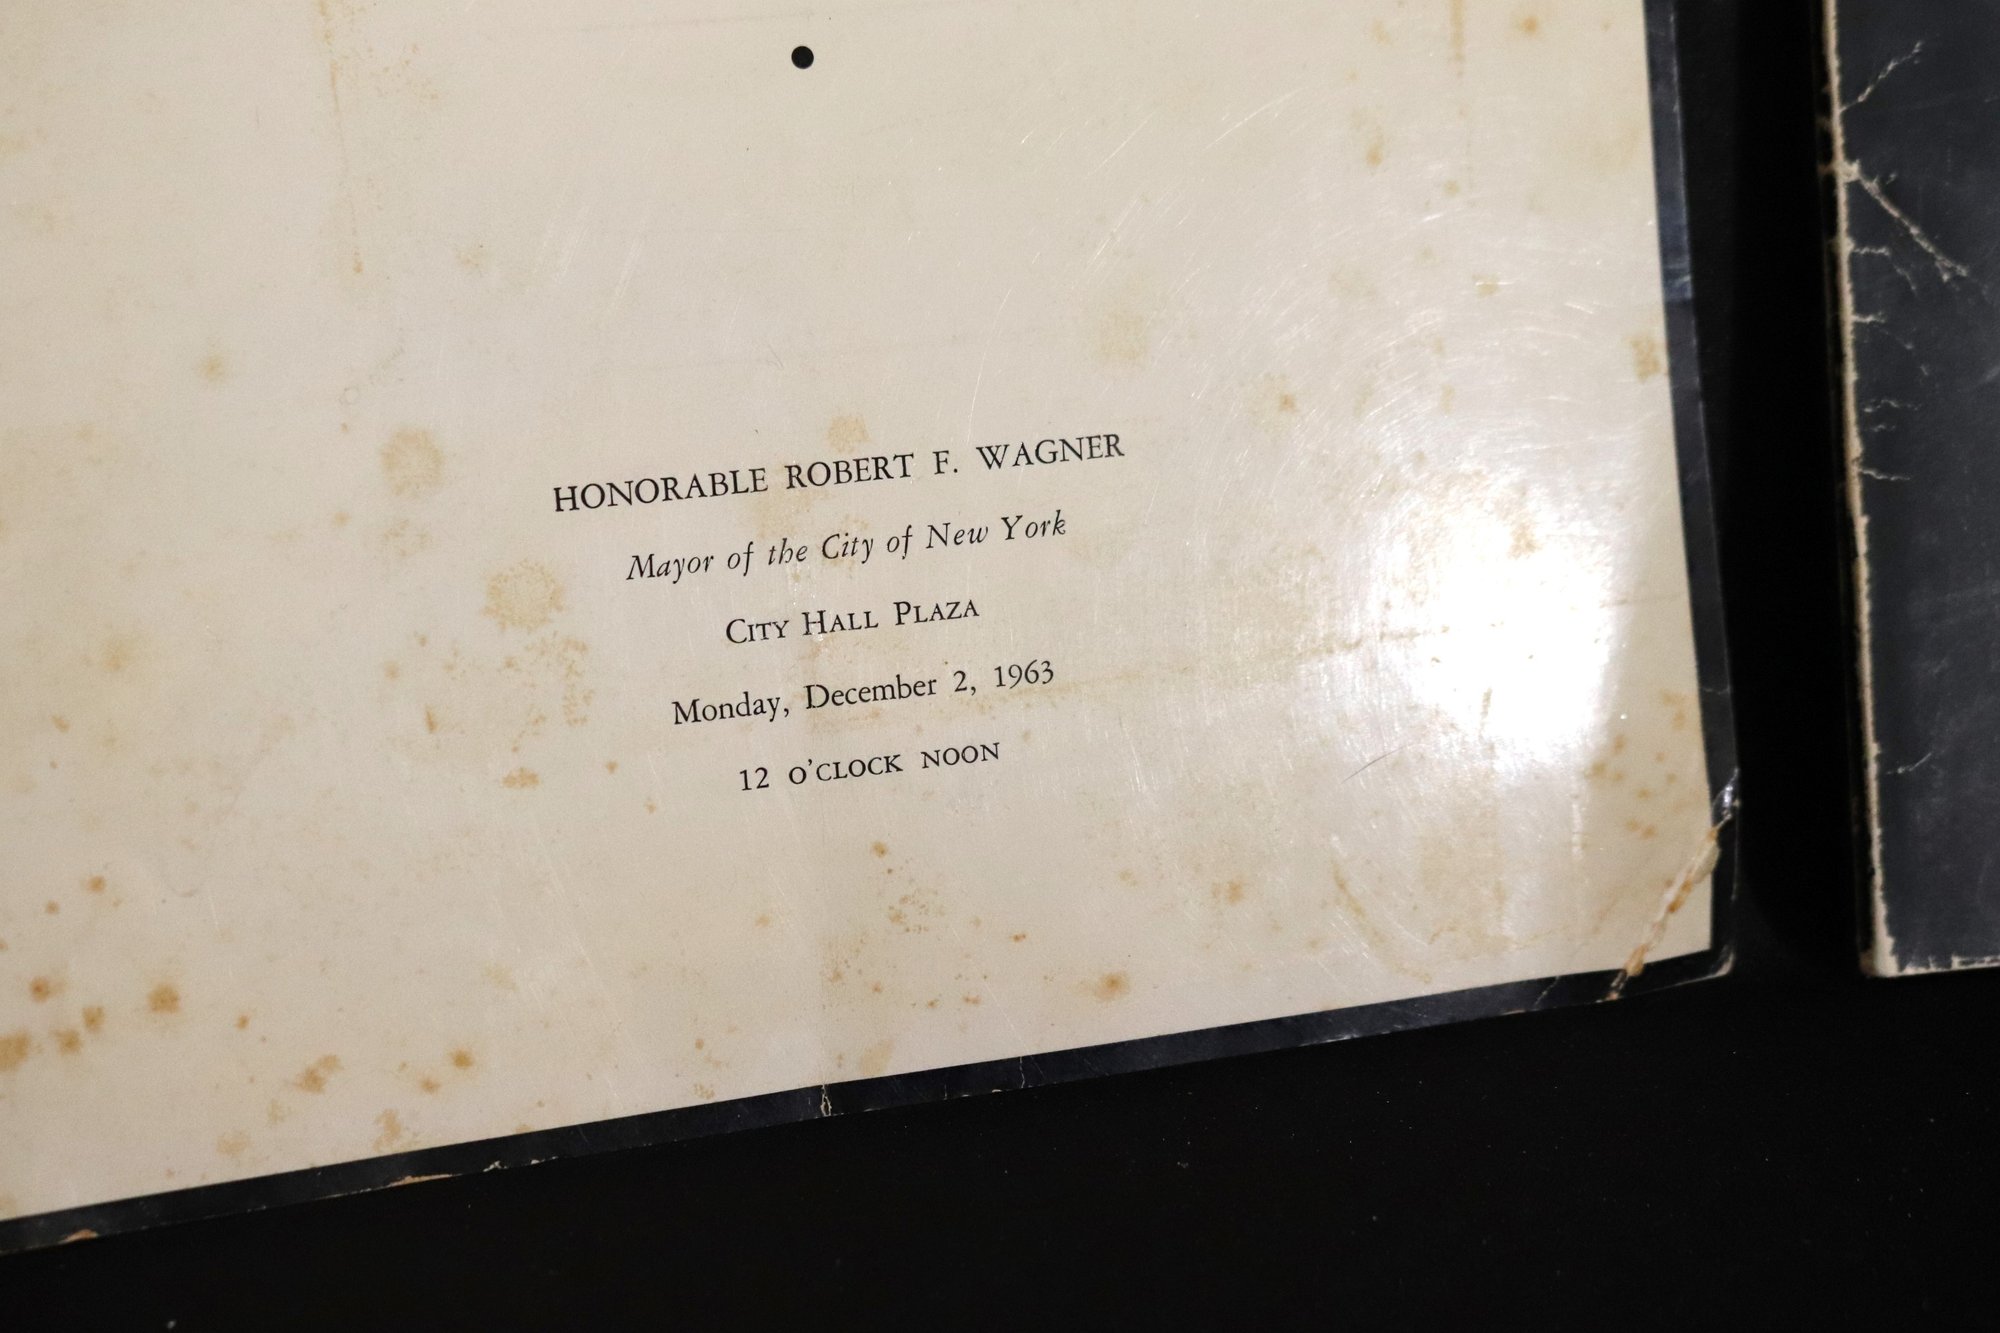 HONORABLE ROBERT F. WAGNER
Mayor of the City of New York
CITY HALL PLAZA
Monday, December 2, 1963
12 O'CLOCK NOON